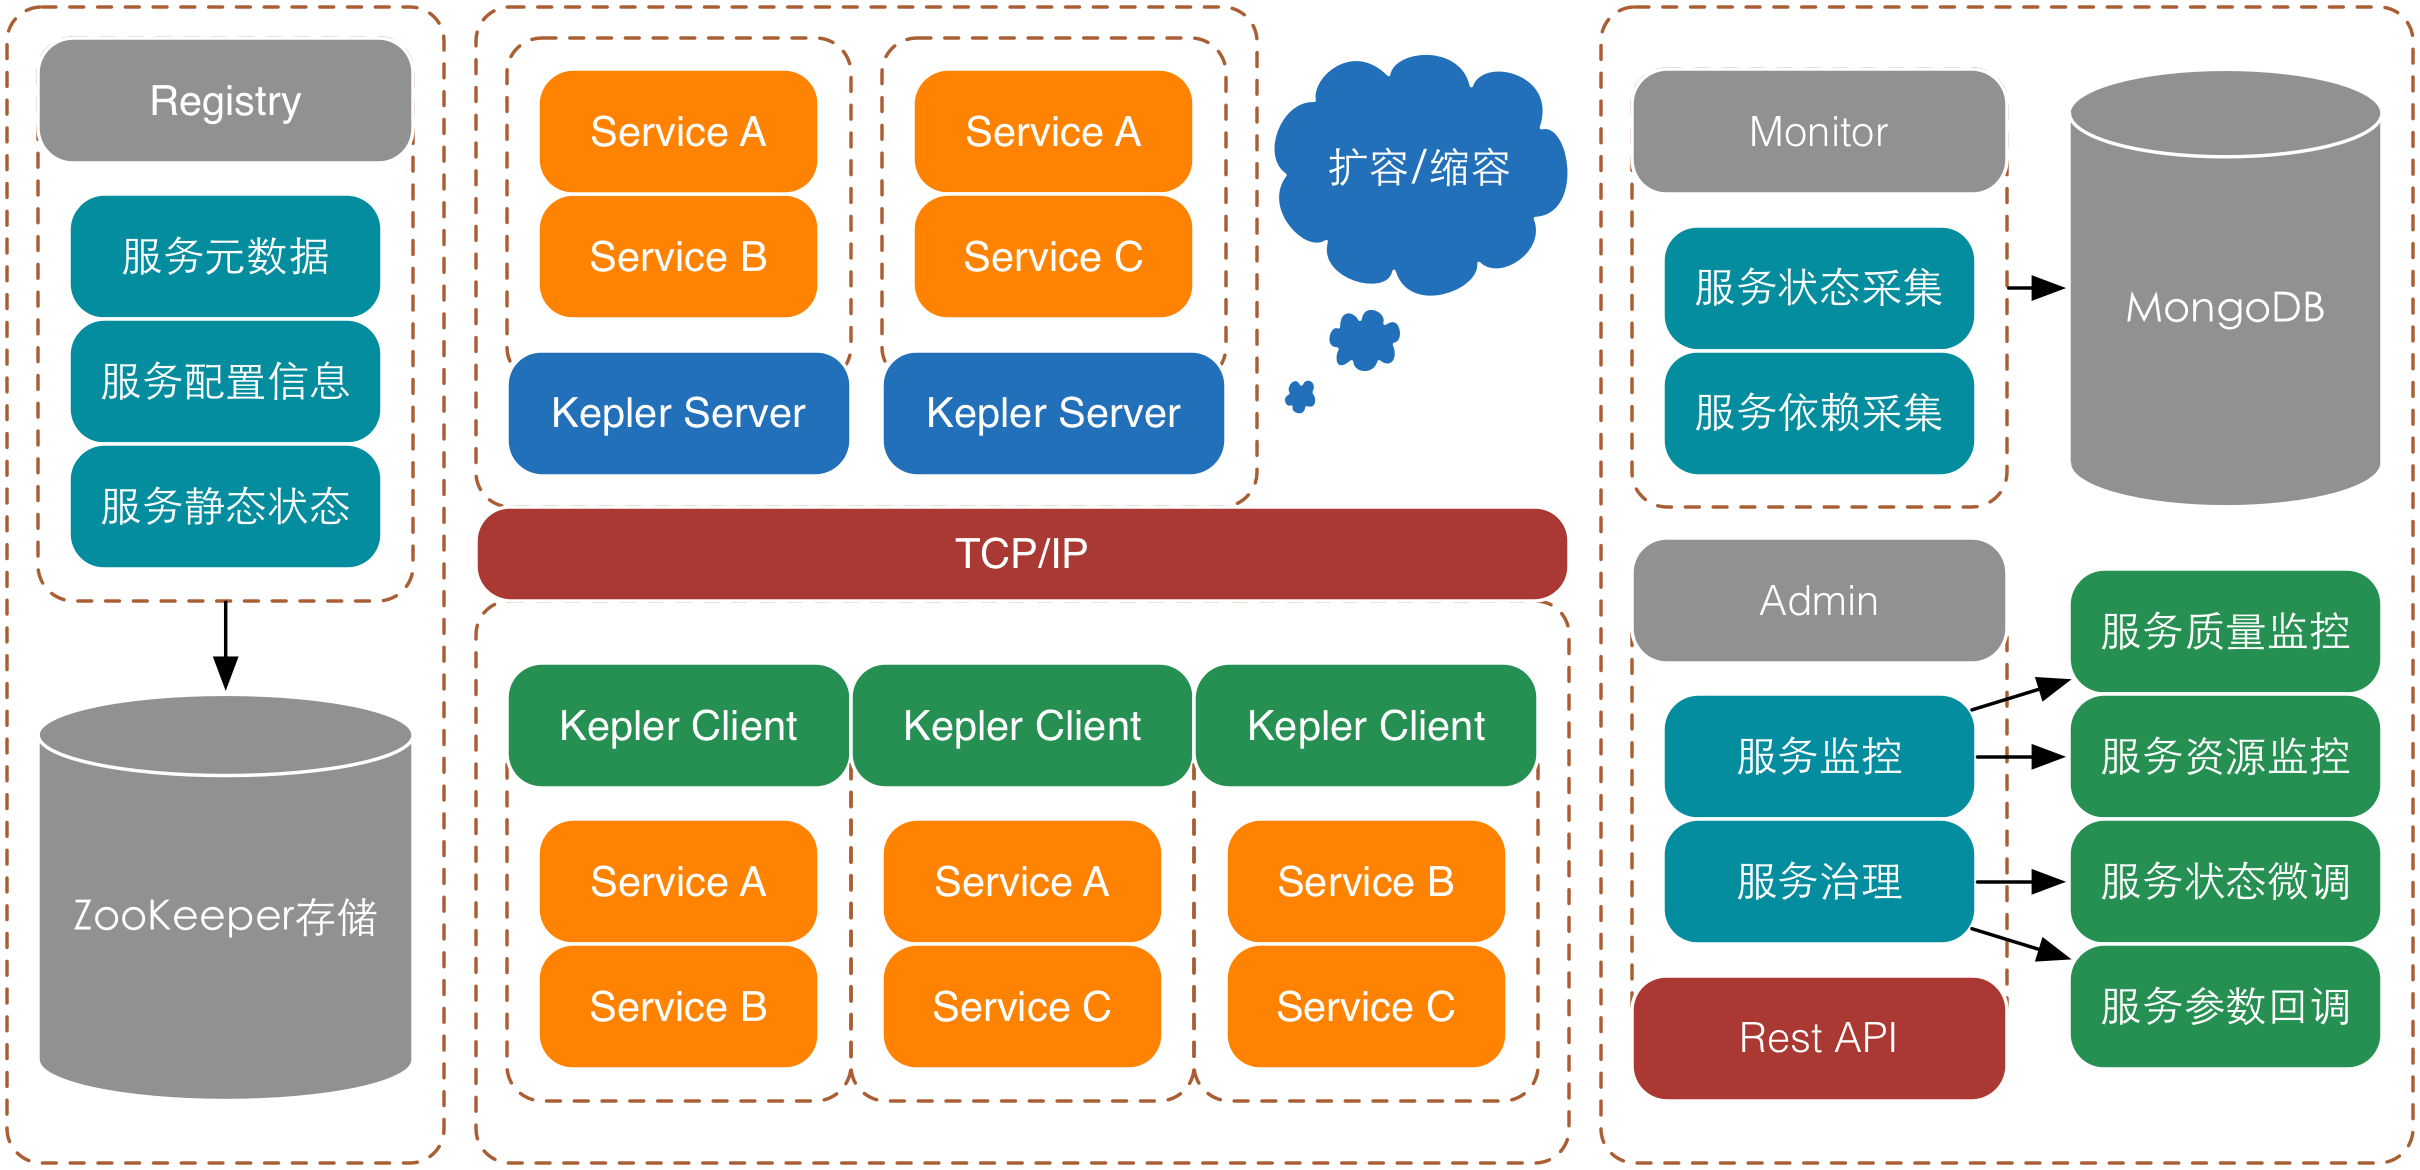 Registry
服务元数据
服务配置信息
服务静态状态
ZooKeeper存储
Service A
Service B
Kepler Server
Service A
Service C
Kepler Server
扩容/缩容
TCP/IP
Kepler Client
Service A
Service B
Kepler Client
Service A
Service C
Kepler Client
Service B
Service C
Monitor
服务状态采集
服务依赖采集
MongoDB
Admin
服务监控
服务治理
Rest API
服务质量监控
服务资源监控
服务状态微调
服务参数回调